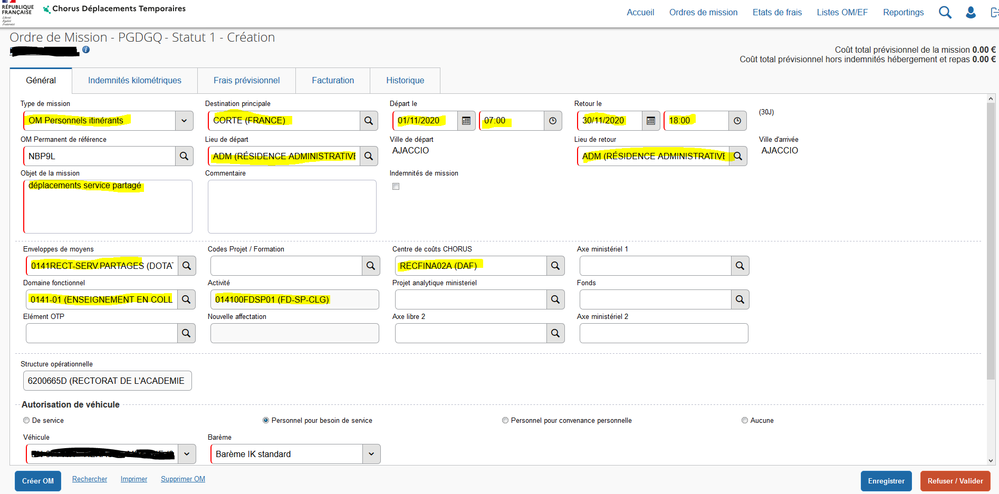 RÉPUBLIQUE
FRANÇAISE
Liberté
Égalité
Fraternité
Chorus Déplacements Temporaires
Accueil Ordres de mission Etats de frais Listes OM/EF Reportings
Ordre de Mission - PGDGQ - Statut 1 - Création
Coût total prévisionnel de la mission 0.00 €
Coût total prévisionnel hors indemnités hébergement et repas 0.00 €
Général Indemnités kilométriques Frais prévisionnel Facturation Historique
Type de mission Destination principale Départ le Retour le
OM Personnels itinérants CORTE (FRANCE) 01/11/2020 07:00 30/11/2020 18:00 (30J)
OM Permanent de référence Lieu de départ Ville de départ Lieu de retour Ville d'arrivée
NBP9L ADM (RÉSIDENCE ADMINISTRATIVE AJACCIO ADM (RÉSIDENCE ADMINISTRATIVE AJACCIO
Objet de la mission Commentaire Indemnités de mission
déplacements service partagé
Enveloppes de moyens Codes Projet / Formation Centre de coûts CHORUS Axe ministériel 1
0141RECT-SERV.PARTAGES (DOTAT RECFINA02A (DAF)
Domaine fonctionnel Activité Projet analytique ministeriel Fonds
0141-01 (ENSEIGNEMENT EN COLL 014100FDSP01 (FD-SP-CLG)
Elément OTP Nouvelle affectation Axe libre 2 Axe ministériel 2
Structure opérationnelle
6200665D (RECTORAT DE L'ACADEMIE
Autorisation de véhicule
De service Personnel pour besoin de service Personnel pour convenance personnelle Aucune
Véhicule Barème
Barème IK standard
Créer OM Rechercher Imprimer Supprimer OM Enregistrer Refuser / Valider